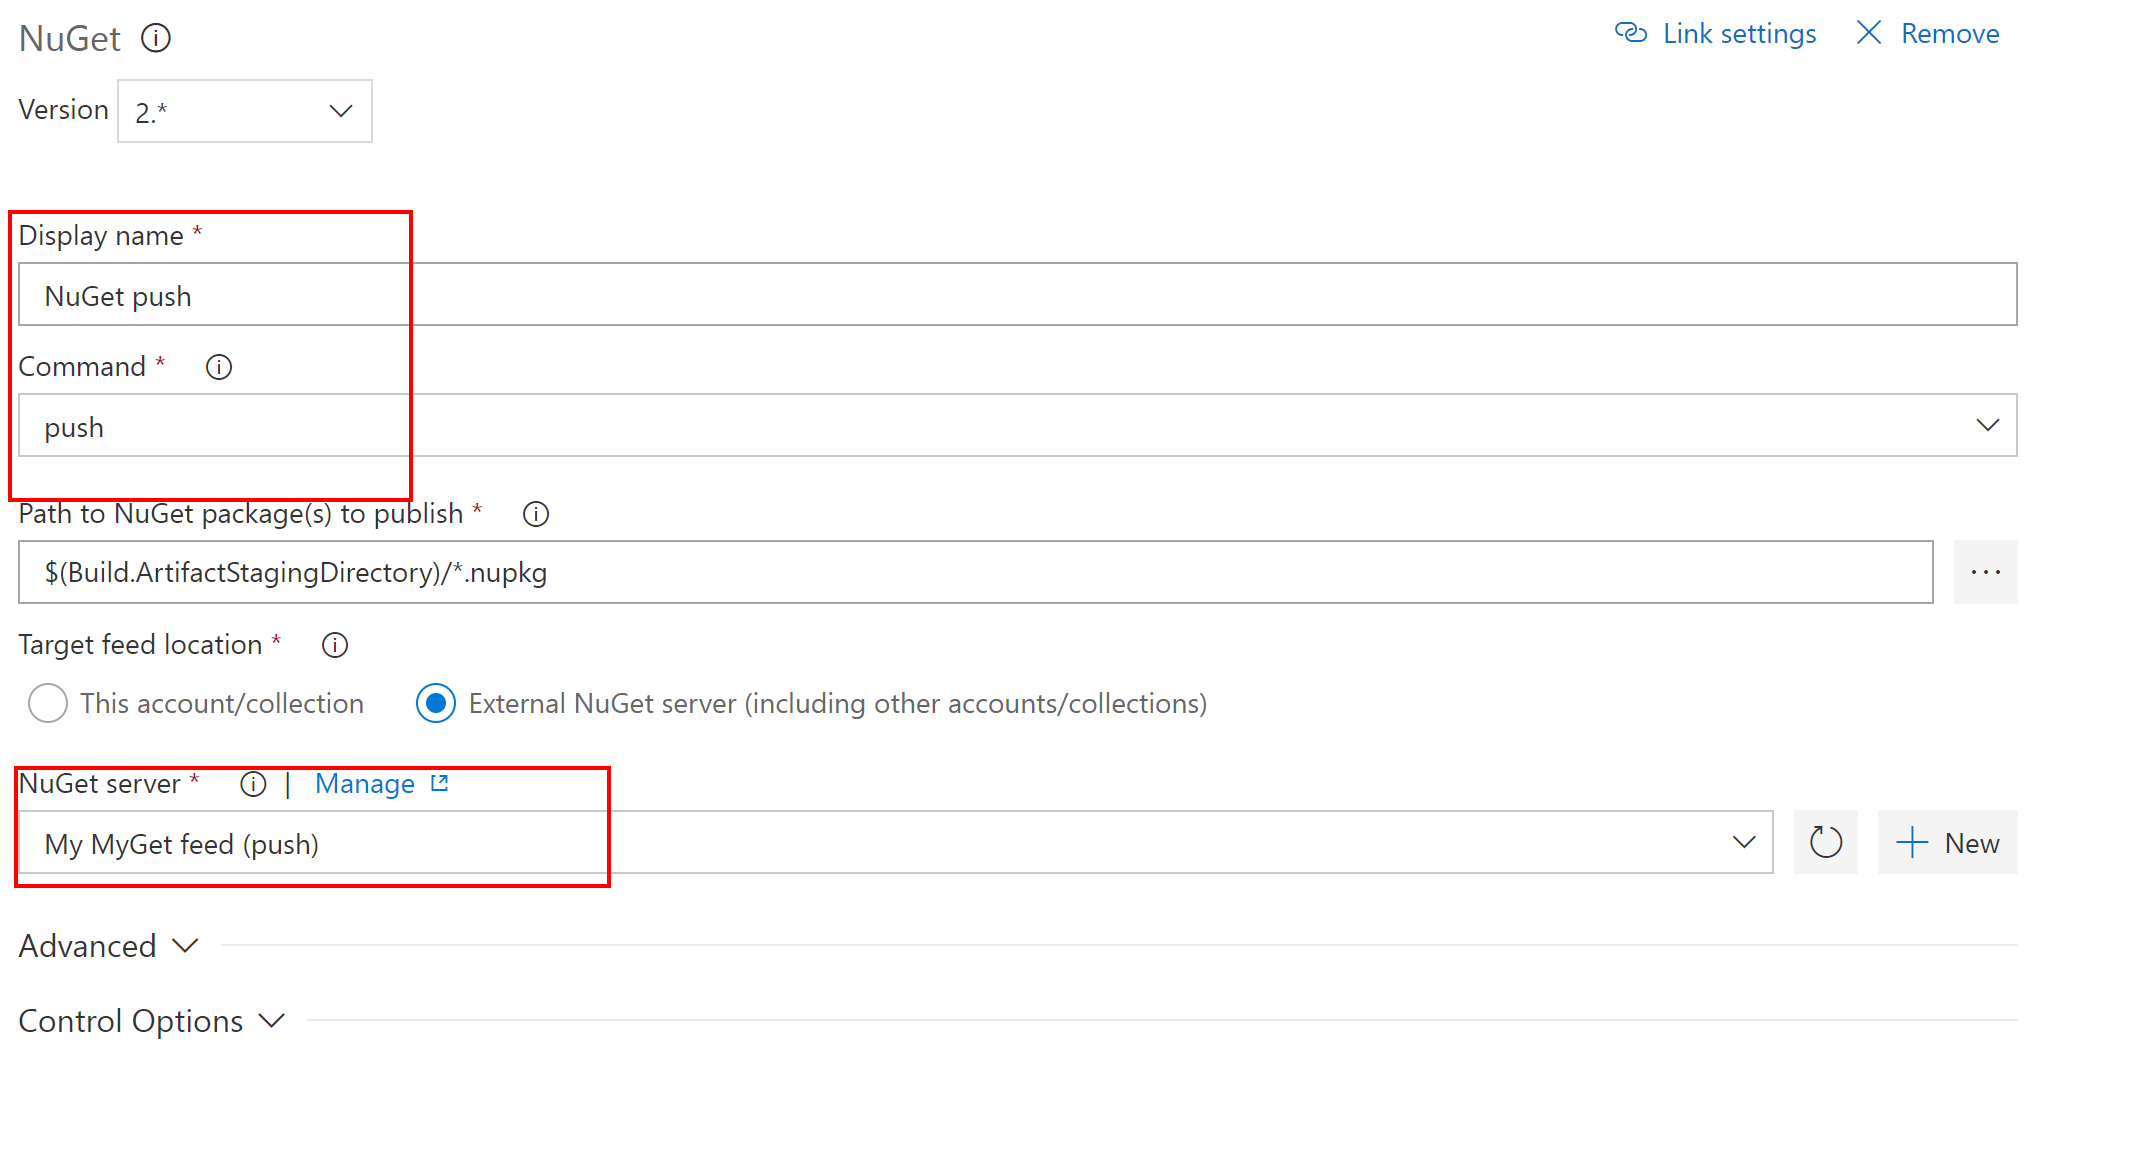 NuGet
Link settings
Remove
Version 2.*
Display name *
NuGet push
Command *
push
Path to NuGet package(s) to publish *
$(Build.ArtifactStagingDirectory)/*.nupkg
...
Target feed location *
This account/collection
External NuGet server (including other accounts/collections)
NuGet server * | Manage
My MyGet feed (push)
New
Advanced
Control Options